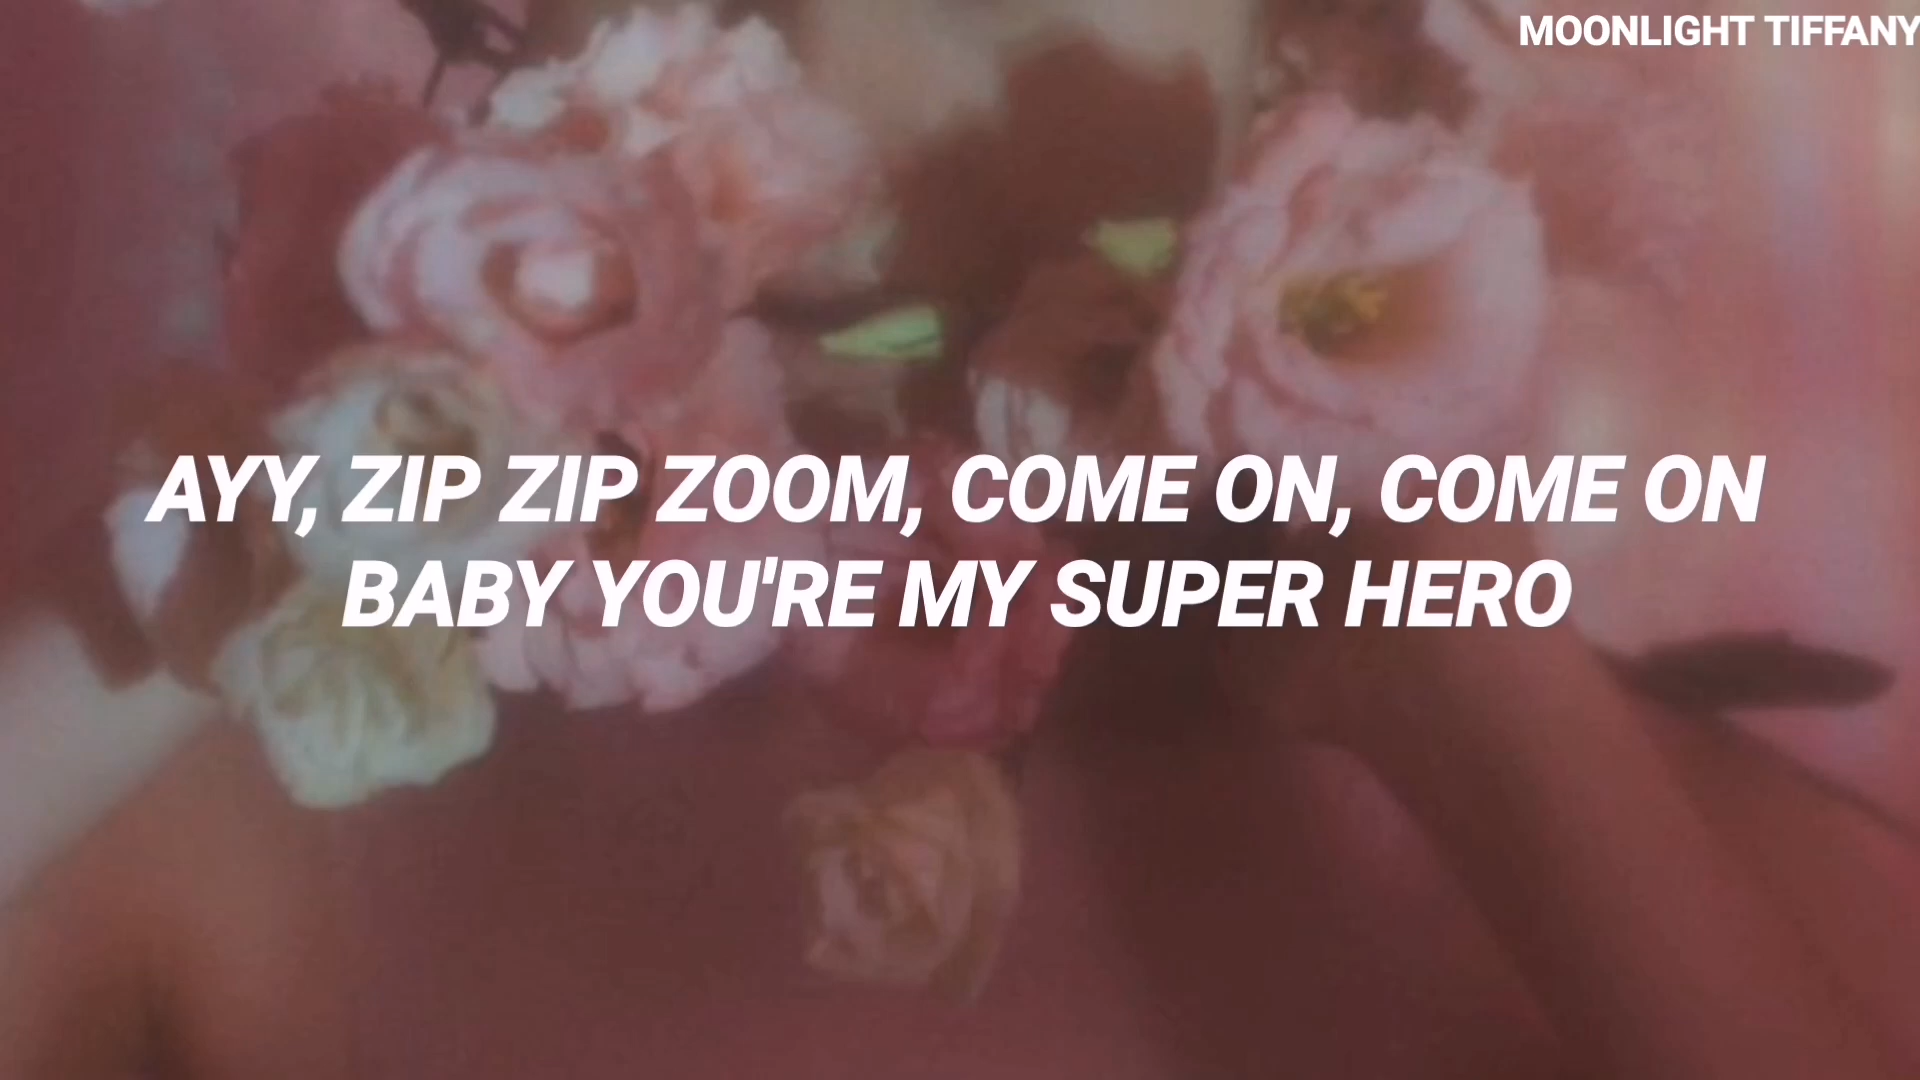 MOONLIGHT TIFFANY
AYY, ZIP ZIP ZOOM, COME ON, COME ON
BABY YOU'RE MY SUPER HERO